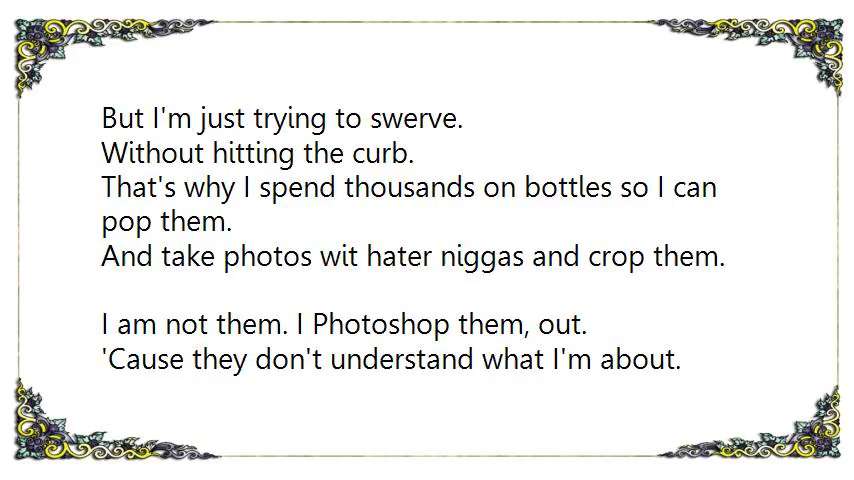 But I'm just trying to swerve.
Without hitting the curb.
That's why I spend thousands on bottles so I can
pop them.
And take photos wit hater niggas and crop them.
I am not them. I Photoshop them, out.
'Cause they don't understand what I'm about.